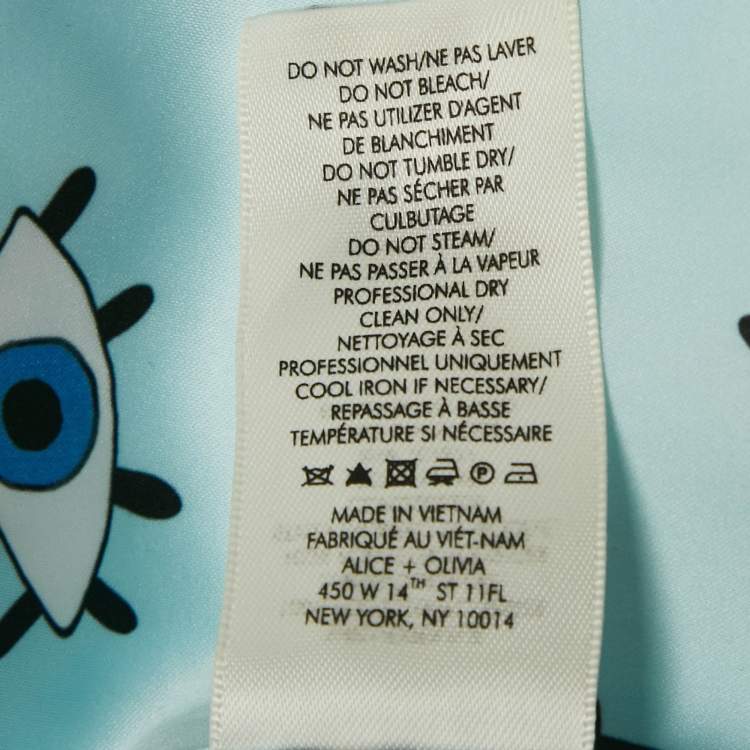 DO NOT WASH/NE PAS LAVER
DO NOT BLEACH/
NE PAS UTILIZER D'AGENT
DE BLANCHIMENT
DO NOT TUMBLE DRY/
NE PAS SÉCHER PAR
CULBUTAGE
DO NOT STEAM/
NE PAS PASSER À LA VAPEUR
PROFESSIONAL DRY
CLEAN ONLY/
NETTOYAGE À SEC
PROFESSIONNEL UNIQUEMENT
COOL IRON IF NECESSARY/
REPASSAGE À BASSE
TEMPÉRATURE SI NÉCESSAIRE
P
MADE IN VIETNAM
FABRIQUÉ AU VIÉT-NAM
ALICE + OLIVIA
450 W 14TH ST 11FL
NEW YORK, NY 10014